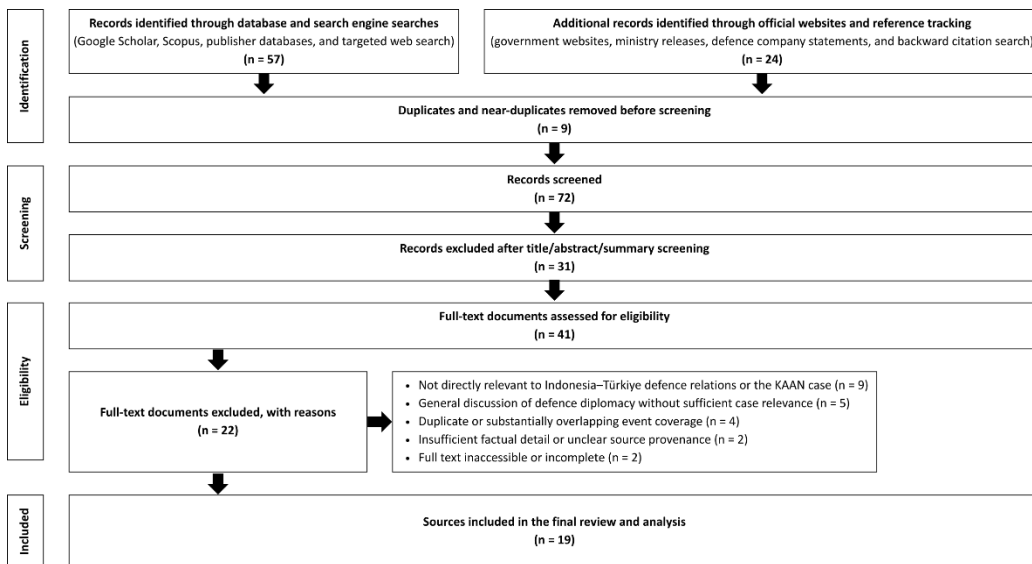 Identification
Records identified through database and search engine searches
(Google Scholar, Scopus, publisher databases, and targeted web search)
(n = 57)
Additional records identified through official websites and reference tracking
(government websites, ministry releases, defence company statements, and backward citation search)
(n = 24)
Duplicates and near-duplicates removed before screening
(n = 9)
Screening
Records screened
(n = 72)
Records excluded after title/abstract/summary screening
(n = 31)
Eligibility
Full-text documents assessed for eligibility
(n = 41)
Full-text documents excluded, with reasons
(n = 22)
• Not directly relevant to Indonesia–Türkiye defence relations or the KAAN case (n = 9)
• General discussion of defence diplomacy without sufficient case relevance (n = 5)
• Duplicate or substantially overlapping event coverage (n = 4)
• Insufficient factual detail or unclear source provenance (n = 2)
• Full text inaccessible or incomplete (n = 2)
Included
Sources included in the final review and analysis
(n = 19)